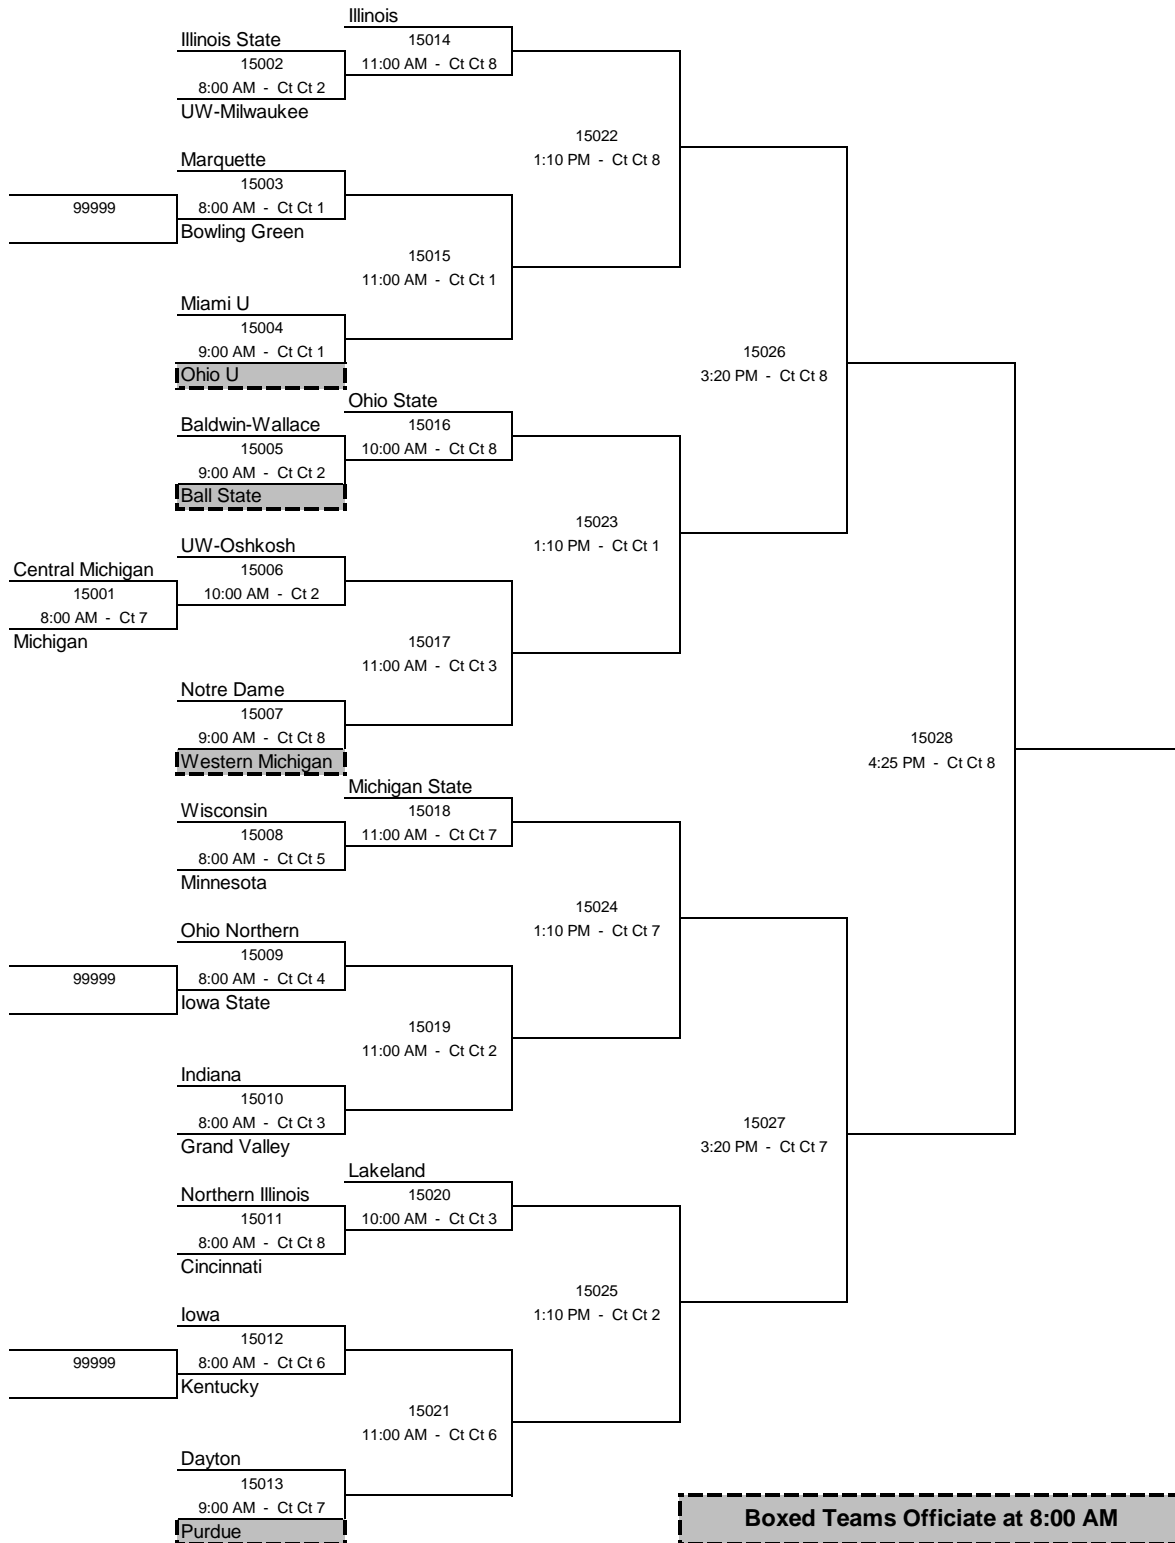 Illinois
Illinois State
15014
15002
11:00 AM - Ct Ct 8
8:00 AM - Ct Ct 2
UW-Milwaukee
15022
1:10 PM - Ct Ct 8
Marquette
15003
99999
8:00 AM - Ct Ct 1
Bowling Green
15015
11:00 AM - Ct Ct 1
Miami U
15004
9:00 AM - Ct Ct 1
15026
Ohio U
3:20 PM - Ct Ct 8
Ohio State
Baldwin-Wallace
15016
15005
10:00 AM - Ct Ct 8
9:00 AM - Ct Ct 2
Ball State
15023
UW-Oshkosh
1:10 PM - Ct Ct 1
Central Michigan
15006
15001
10:00 AM - Ct 2
8:00 AM - Ct 7
Michigan
15017
11:00 AM - Ct Ct 3
Notre Dame
15007
9:00 AM - Ct Ct 8
15028
Western Michigan
4:25 PM - Ct Ct 8
Michigan State
Wisconsin
15018
15008
11:00 AM - Ct Ct 7
8:00 AM - Ct Ct 5
Minnesota
15024
Ohio Northern
1:10 PM - Ct Ct 7
15009
99999
8:00 AM - Ct Ct 4
Iowa State
15019
11:00 AM - Ct Ct 2
Indiana
15010
8:00 AM - Ct Ct 3
15027
Grand Valley
3:20 PM - Ct Ct 7
Lakeland
Northern Illinois
15020
15011
10:00 AM - Ct Ct 3
8:00 AM - Ct Ct 8
Cincinnati
15025
Iowa
1:10 PM - Ct Ct 2
15012
99999
8:00 AM - Ct Ct 6
Kentucky
15021
11:00 AM - Ct Ct 6
Dayton
15013
9:00 AM - Ct Ct 7
Boxed Teams Officiate at 8:00 AM
Purdue